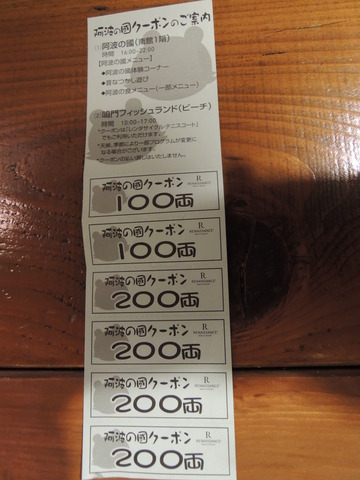 阿波の國クーポンのご案内
(1)阿波の國(南館1階)
時間 16:00~22:00
【阿波の國メニュー】
◆阿波の國体験コーナー
◆昔なつかし遊び
◆阿波の食メニュー(一部メニュー)
(2)鳴門フィッシュランド(ビーチ)
時間 10:00~17:00
*クーポンは「レンタサイクル・テニスコート」
でもご利用いただけます。
*天候、季節により一部プログラムが変更に
なる場合がございます。
*クーポンの払い戻しはいたしません。
阿波の國クーポン
R
RENAISSANCE
100両
阿波の國クーポン
R
RENAISSANCE
100両
阿波の國クーポン
R
RENAISSANCE
200両
阿波の國クーポン
R
RENAISSANCE
200両
阿波の國クーポン
R
RENAISSANCE
200両
阿波の國クーポン
R
RENAISSANCE
200両